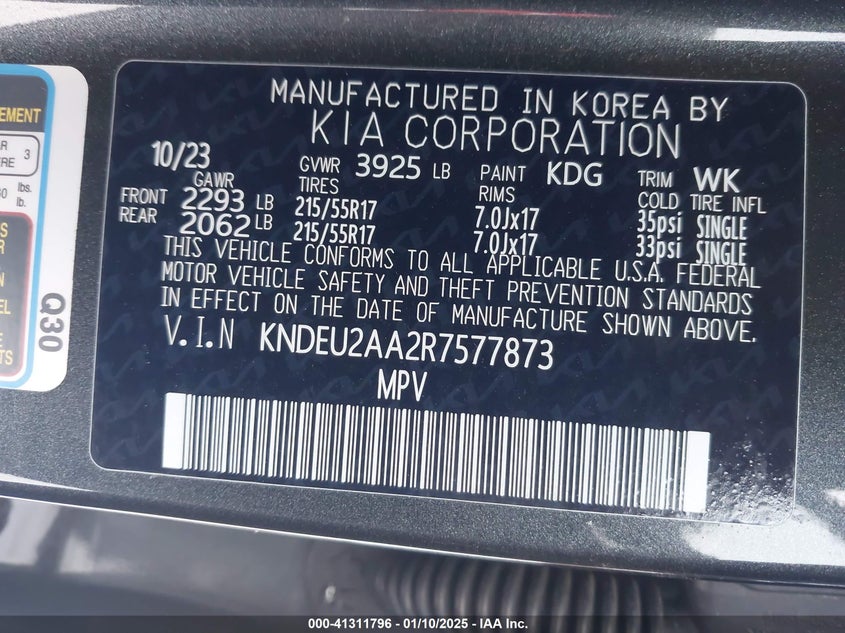 EMENT
3
lbs.
lb.
Q30
MANUFACTURED IN KOREA BY
KIA CORPORATION
10/23 GVWR 3925 LB PAINT KDG TRIM WK
GAWR TIRES RIMS COLD TIRE INFL
FRONT 2293 LB 215/55R17 7.0Jx17 35psi SINGLE
REAR 2062 LB 215/55R17 7.0Jx17 33psi SINGLE
THIS VEHICLE CONFORMS TO ALL APPLICABLE U.S.A. FEDERAL
MOTOR VEHICLE SAFETY AND THEFT PREVENTION STANDARDS
IN EFFECT ON THE DATE OF MANUFACTURE SHOWN ABOVE.
V.I.N KNDEU2AA2R7577873
MPV
000-41311796 - 01/10/2025 - IAA Inc.